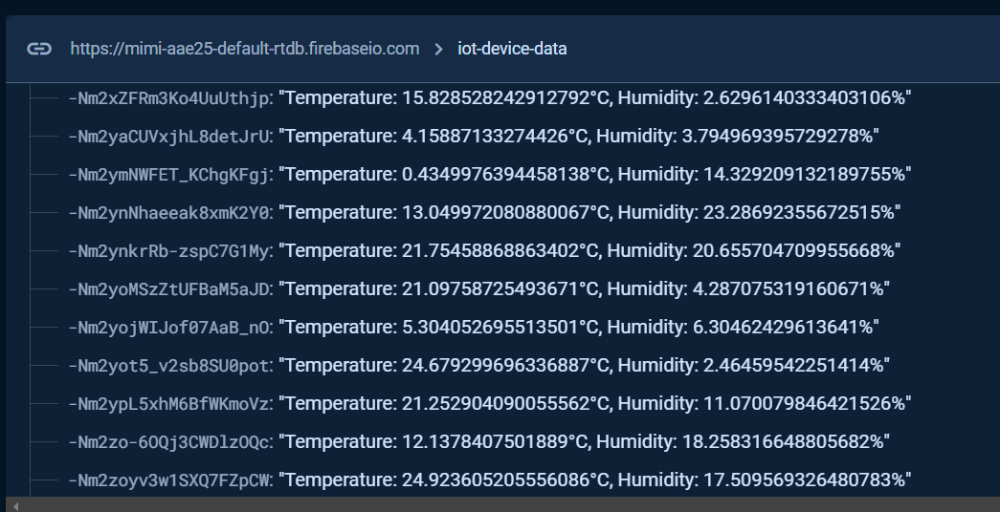 https://mimi-aae25-default-rtdb.firebaseio.com > iot-device-data
-Nm2xZFRm3Ko4UuUthjp: "Temperature: 15.828528242912792°C, Humidity: 2.6296140333403106%"
-Nm2yaCUVxjhL8detJrU: "Temperature: 4.15887133274426°C, Humidity: 3.794969395729278%"
-Nm2ymNWFET_KChgKFgj: "Temperature: 0.4349976394458138°C, Humidity: 14.329209132189755%"
-Nm2ynNhaeeak8xmK2Y0: "Temperature: 13.049972080880067°C, Humidity: 23.28692355672515%"
-Nm2ynkrRb-zspC7G1My: "Temperature: 21.75458868863402°C, Humidity: 20.655704709955668%"
-Nm2yoMSzZtUFBaM5aJD: "Temperature: 21.09758725493671°C, Humidity: 4.287075319160671%"
-Nm2yojWIJof07AaB_nO: "Temperature: 5.304052695513501°C, Humidity: 6.30462429613641%"
-Nm2yot5_v2sb8SU0pot: "Temperature: 24.679299696336887°C, Humidity: 2.46459542251414%"
-Nm2ypL5xhM6BfWKmoVz: "Temperature: 21.252904090055562°C, Humidity: 11.070079846421526%"
-Nm2zo-6OQj3CWDlzOQc: "Temperature: 12.1378407501889°C, Humidity: 18.258316648805682%"
-Nm2zoyv3w1SXQ7FZpCW: "Temperature: 24.923605205556086°C, Humidity: 17.509569326480783%"